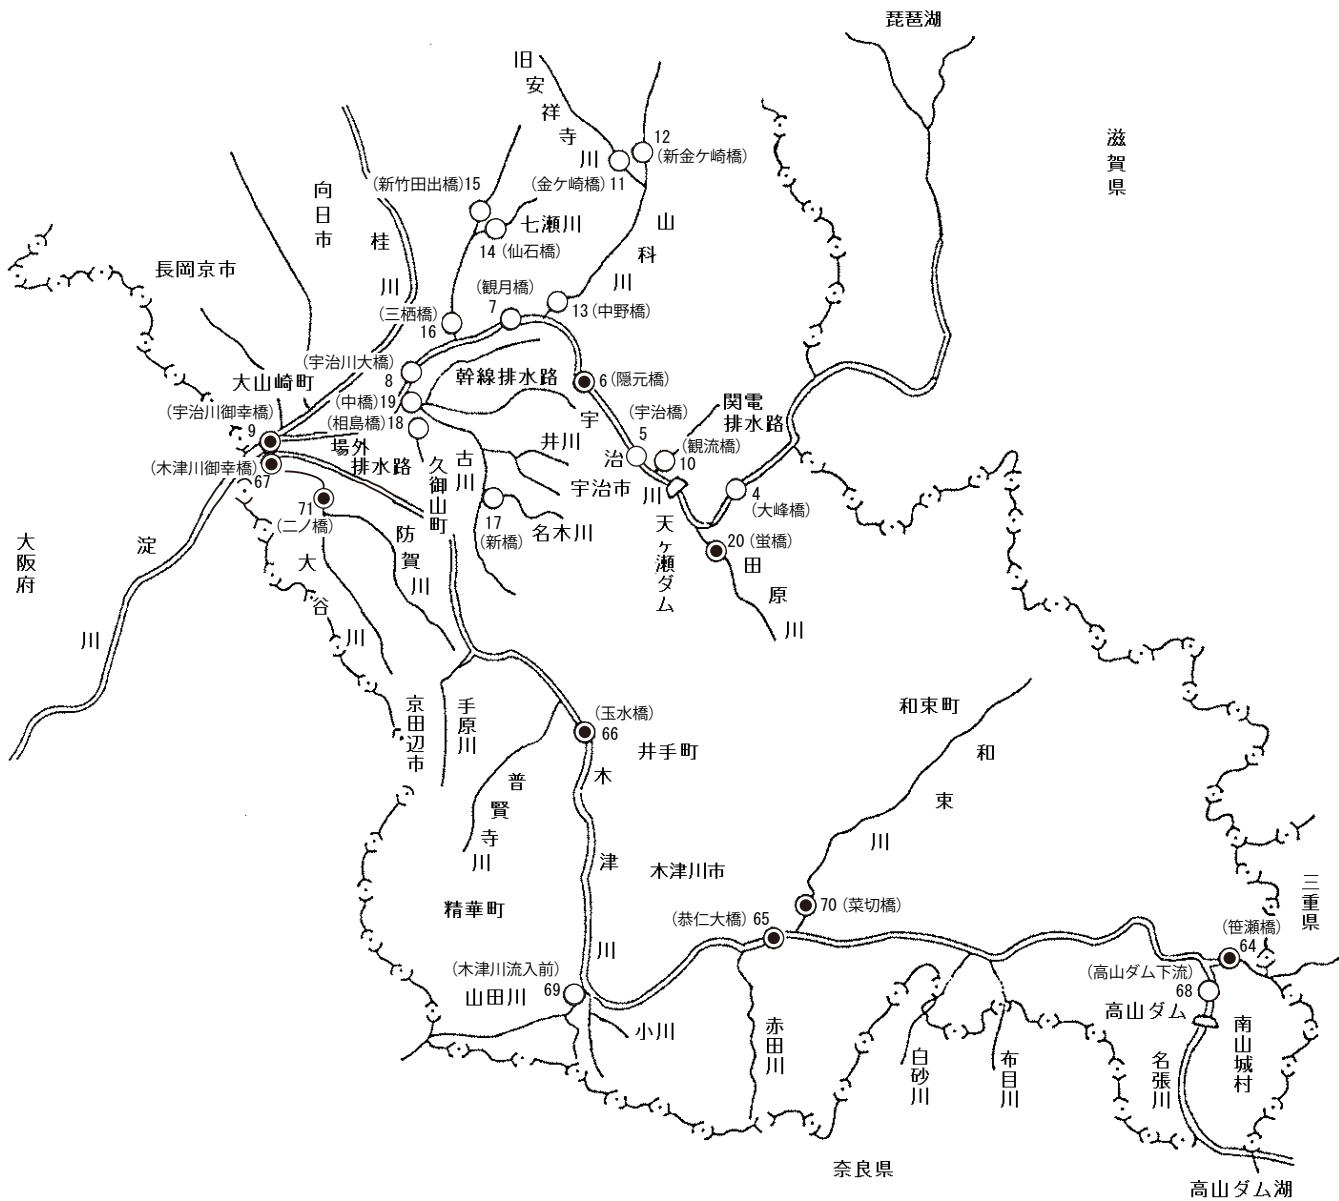 琵琶湖
滋賀県
旧安祥寺川
12
(新金ケ崎橋)
(金ケ崎橋) 11
(新竹田出橋)15
七瀬川
14 (仙石橋)
山科川
13 (中野橋)
向日市
桂川
長岡京市
(観月橋)
7
(三栖橋)
16
(宇治川大橋)
8
幹線排水路
6 (隠元橋)
大山崎町
(中橋)19
(宇治川御幸橋)
9
(相島橋)18
場外
排水路
(木津川御幸橋)
67
71
(二ノ橋)
久御山町
古川
井川
宇治市
17
(新橋)
名木川
宇治川
(宇治橋)
5
関電
排水路
(観流橋)
10
4
(大峰橋)
天ヶ瀬ダム
20 (蛍橋)
田原川
大阪府
淀川
防賀川
大谷川
京田辺市
手原川
普賢寺川
(玉水橋)
66
井手町
和束町
和束川
木津川
木津川市
精華町
70 (菜切橋)
(恭仁大橋) 65
(木津川流入前)
69
山田川
小川
赤田川
白砂川
布目川
三重県
(笹瀬橋)
64
(高山ダム下流)
68
高山ダム
名張川
南山城村
奈良県
高山ダム湖